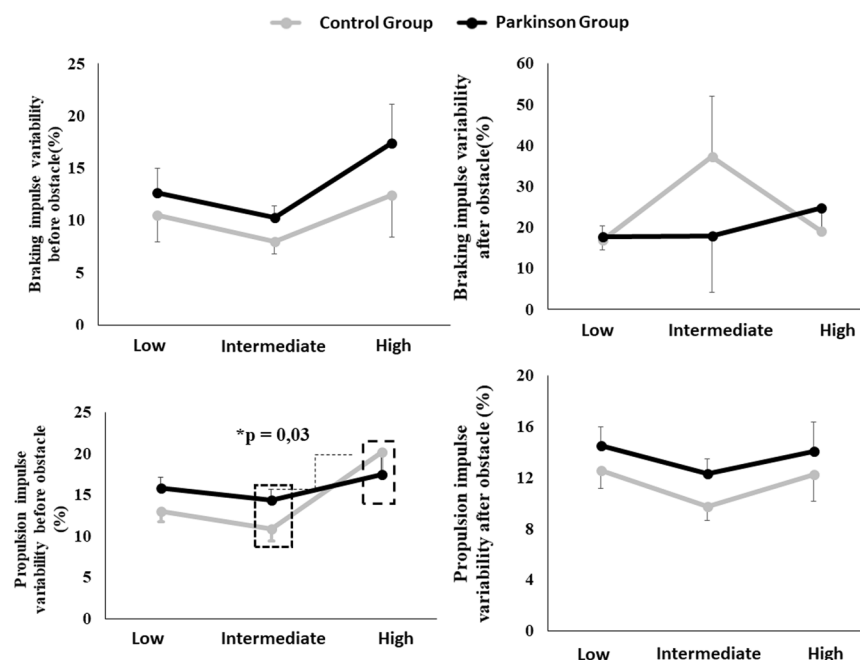 Control Group
Parkinson Group
Braking impulse variability
before obstacle(%)
25
20
15
10
5
0
Low
Intermediate
High
Braking impulse variability
after obstacle(%)
60
50
40
30
20
10
0
Low
Intermediate
High
Propulsion impulse
variability before obstacle
(%)
25
20
15
10
5
0
*p = 0,03
Low
Intermediate
High
Propulsion impulse
variability after obstacle (%)
20
16
12
8
4
0
Low
Intermediate
High